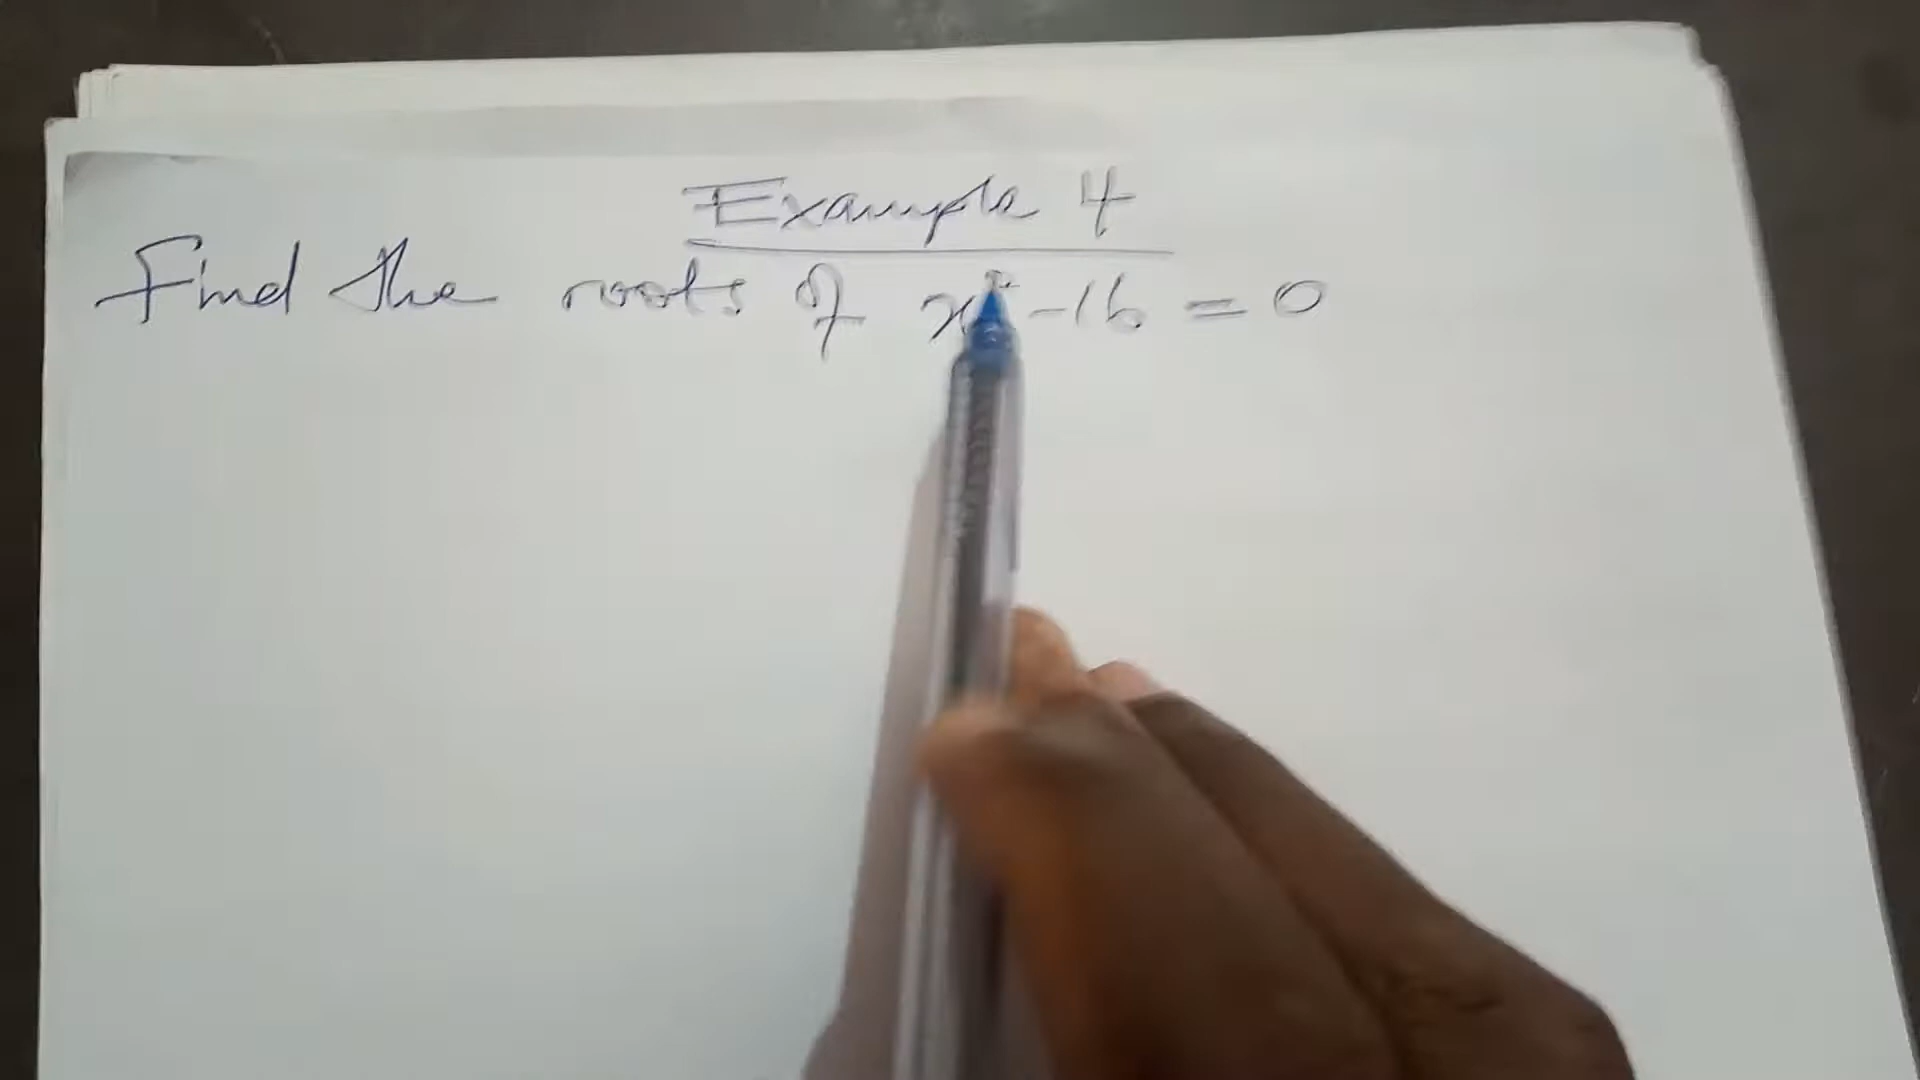 Example 4
Find the roots of x² - 16 = 0